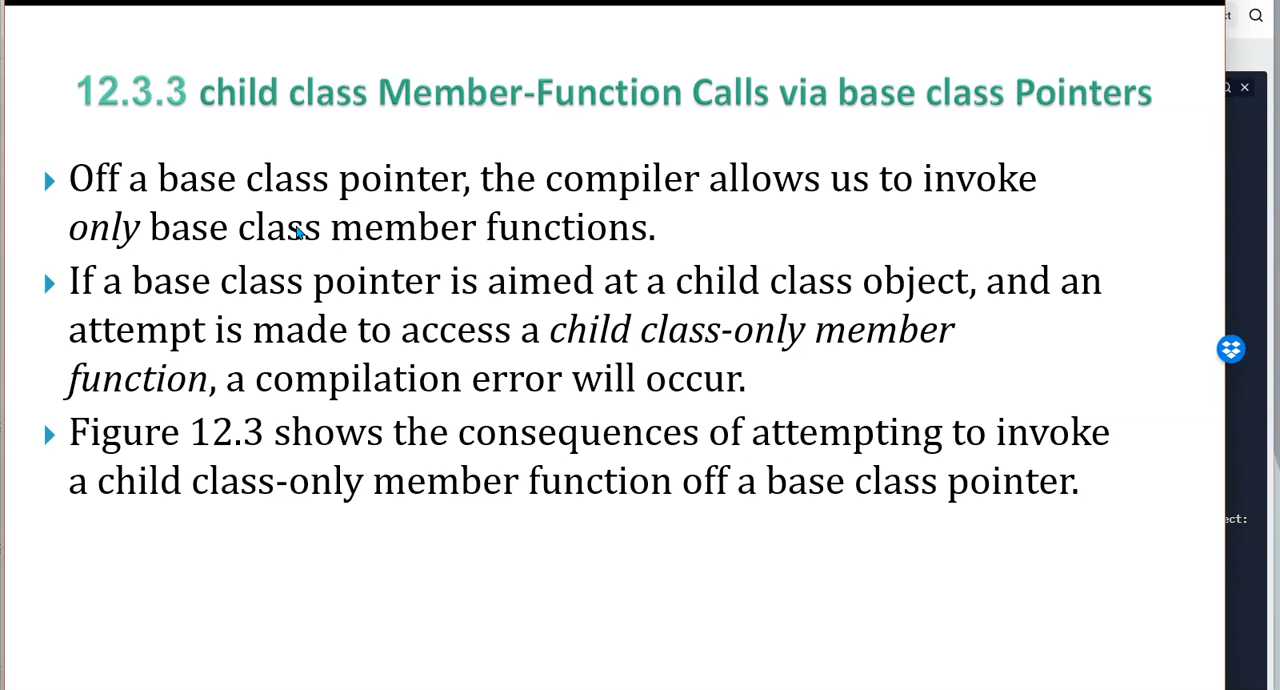 12.3.3 child class Member-Function Calls via base class Pointers
Off a base class pointer, the compiler allows us to invoke
only base class member functions.
If a base class pointer is aimed at a child class object, and an
attempt is made to access a child class-only member
function, a compilation error will occur.
Figure 12.3 shows the consequences of attempting to invoke
a child class-only member function off a base class pointer.
ect: